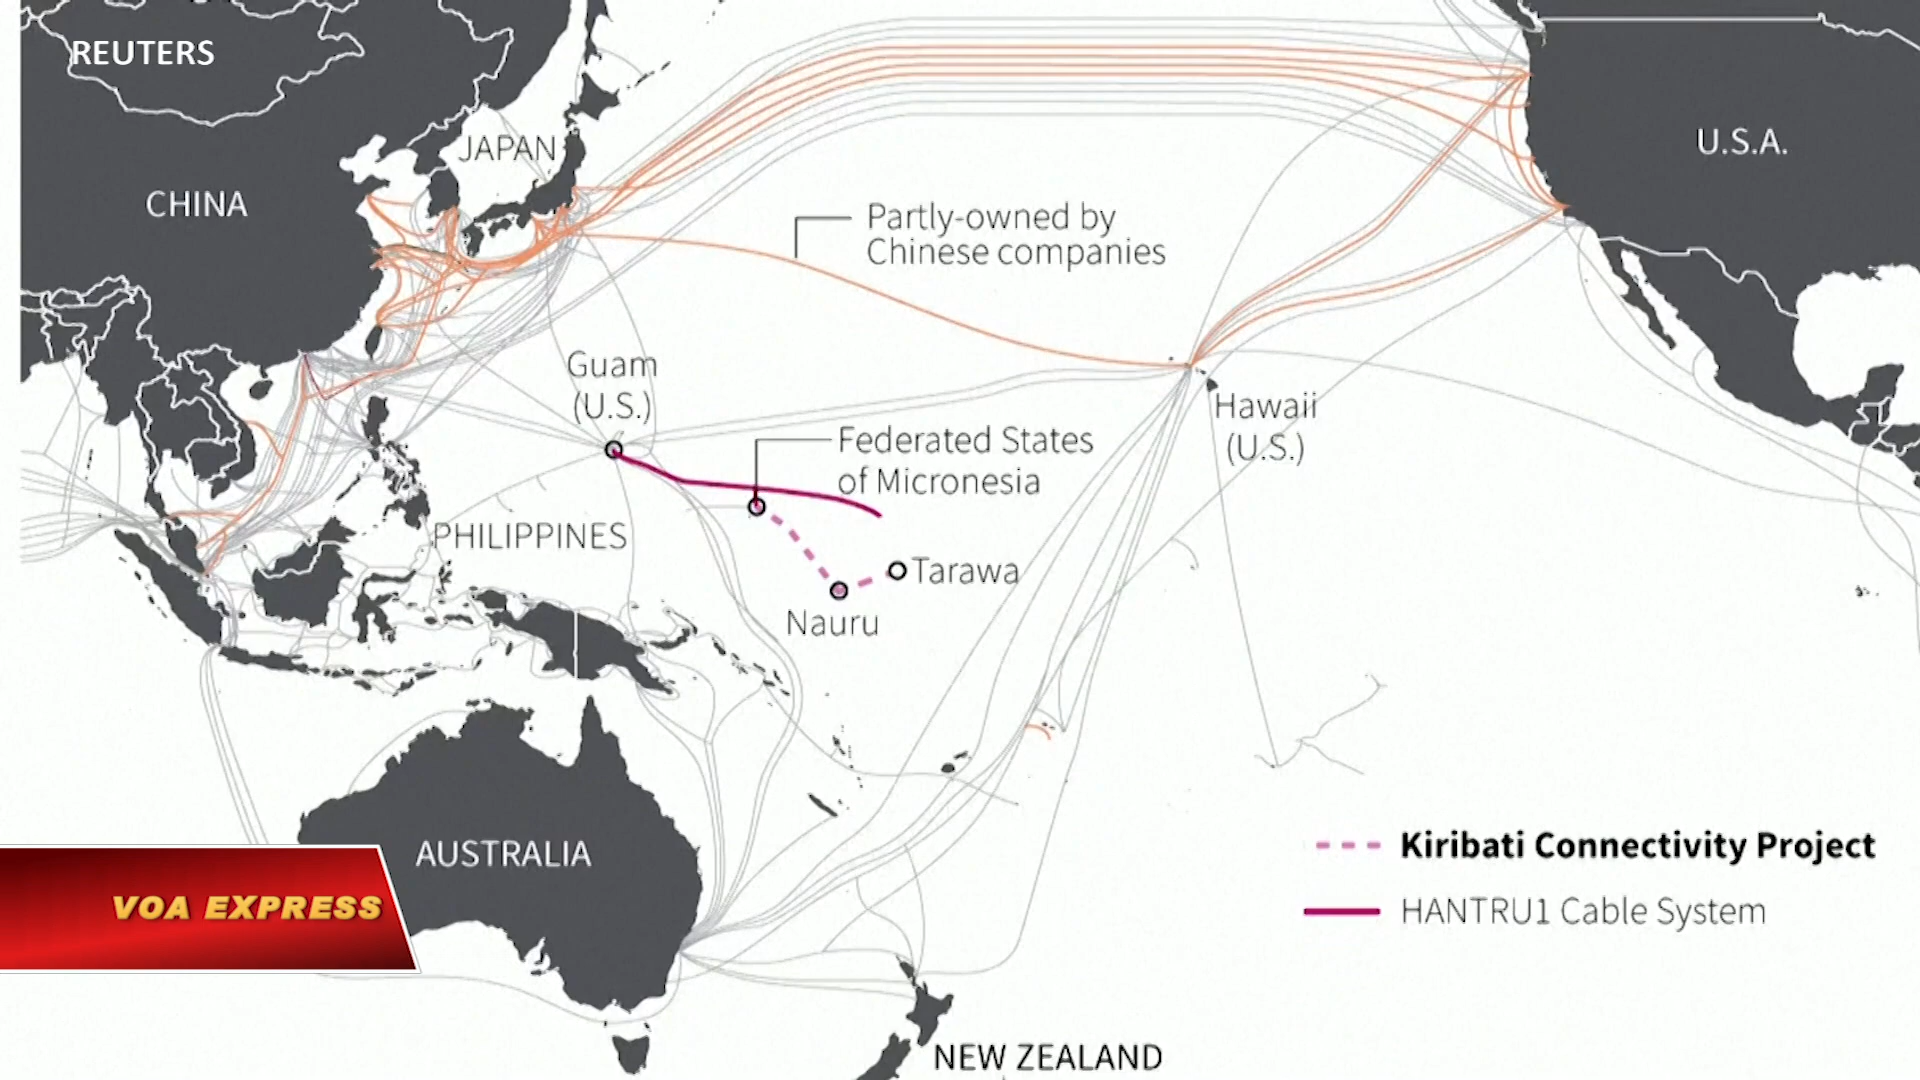 REUTERS
JAPAN
U.S.A.
CHINA
Partly-owned by
Chinese companies
Guam
(U.S.)
Hawaii
(U.S.)
Federated States
of Micronesia
PHILIPPINES
Tarawa
Nauru
Kiribati Connectivity Project
AUSTRALIA
VOA EXPRESS
HANTRU1 Cable System
NEW ZEALAND